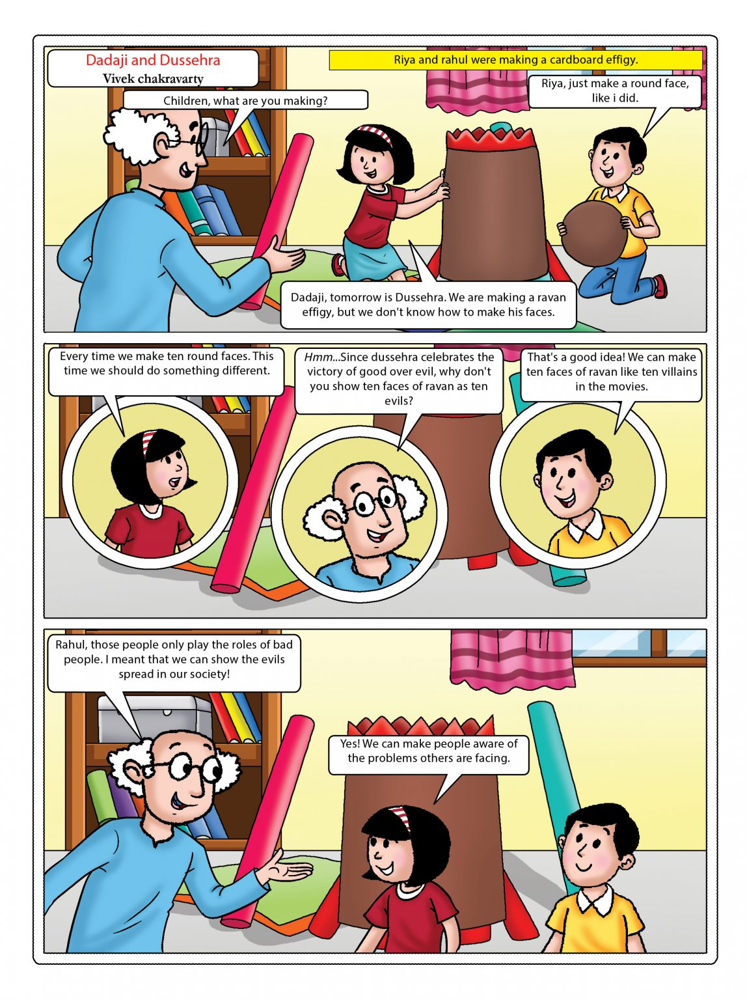 Dadaji and Dussehra
Vivek chakravarty
Riya and rahul were making a cardboard effigy.
Children, what are you making?
Riya, just make a round face,
like i did.
Dadaji, tomorrow is Dussehra. We are making a ravan
effigy, but we don't know how to make his faces.
Every time we make ten round faces. This
time we should do something different.
Hmm...Since dussehra celebrates the
victory of good over evil, why don't
you show ten faces of ravan as ten
evils?
That's a good idea! We can make
ten faces of ravan like ten villains
in the movies.
Rahul, those people only play the roles of bad
people. I meant that we can show the evils
spread in our society!
Yes! We can make people aware of
the problems others are facing.